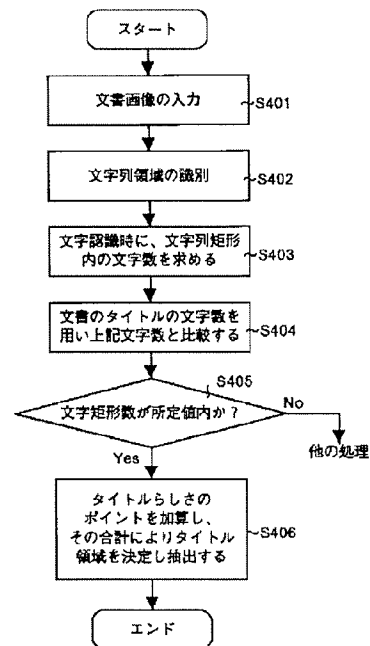 スタート
文書画像の入力
S401
文字列領域の識別
S402
文字認識時に、文字列矩形
内の文字数を求める
S403
文書のタイトルの文字数を
用い上記文字数と比較する
S404
S405
文字矩形数が所定値内か?
No
他の処理
Yes
タイトルらしさの
ポイントを加算し、
その合計によりタイトル
領域を決定し抽出する
S406
エンド